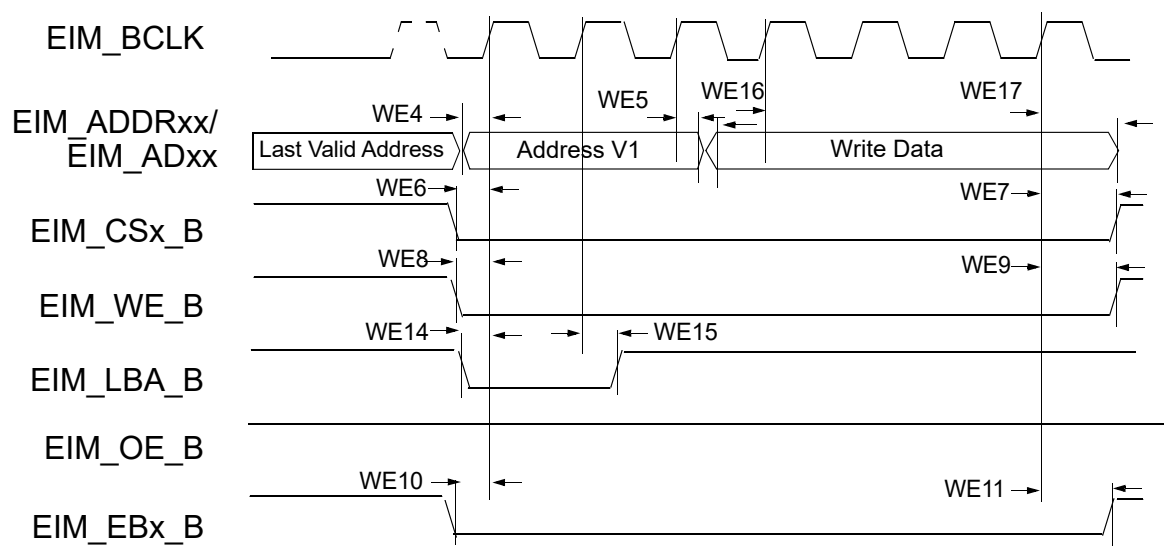 EIM_BCLK
WE4
WE5
WE16
WE17
EIM_ADDRxx/
EIM_ADxx
Last Valid Address
Address V1
Write Data
WE6
WE7
EIM_CSx_B
WE8
WE9
EIM_WE_B
WE14
WE15
EIM_LBA_B
EIM_OE_B
WE10
WE11
EIM_EBx_B